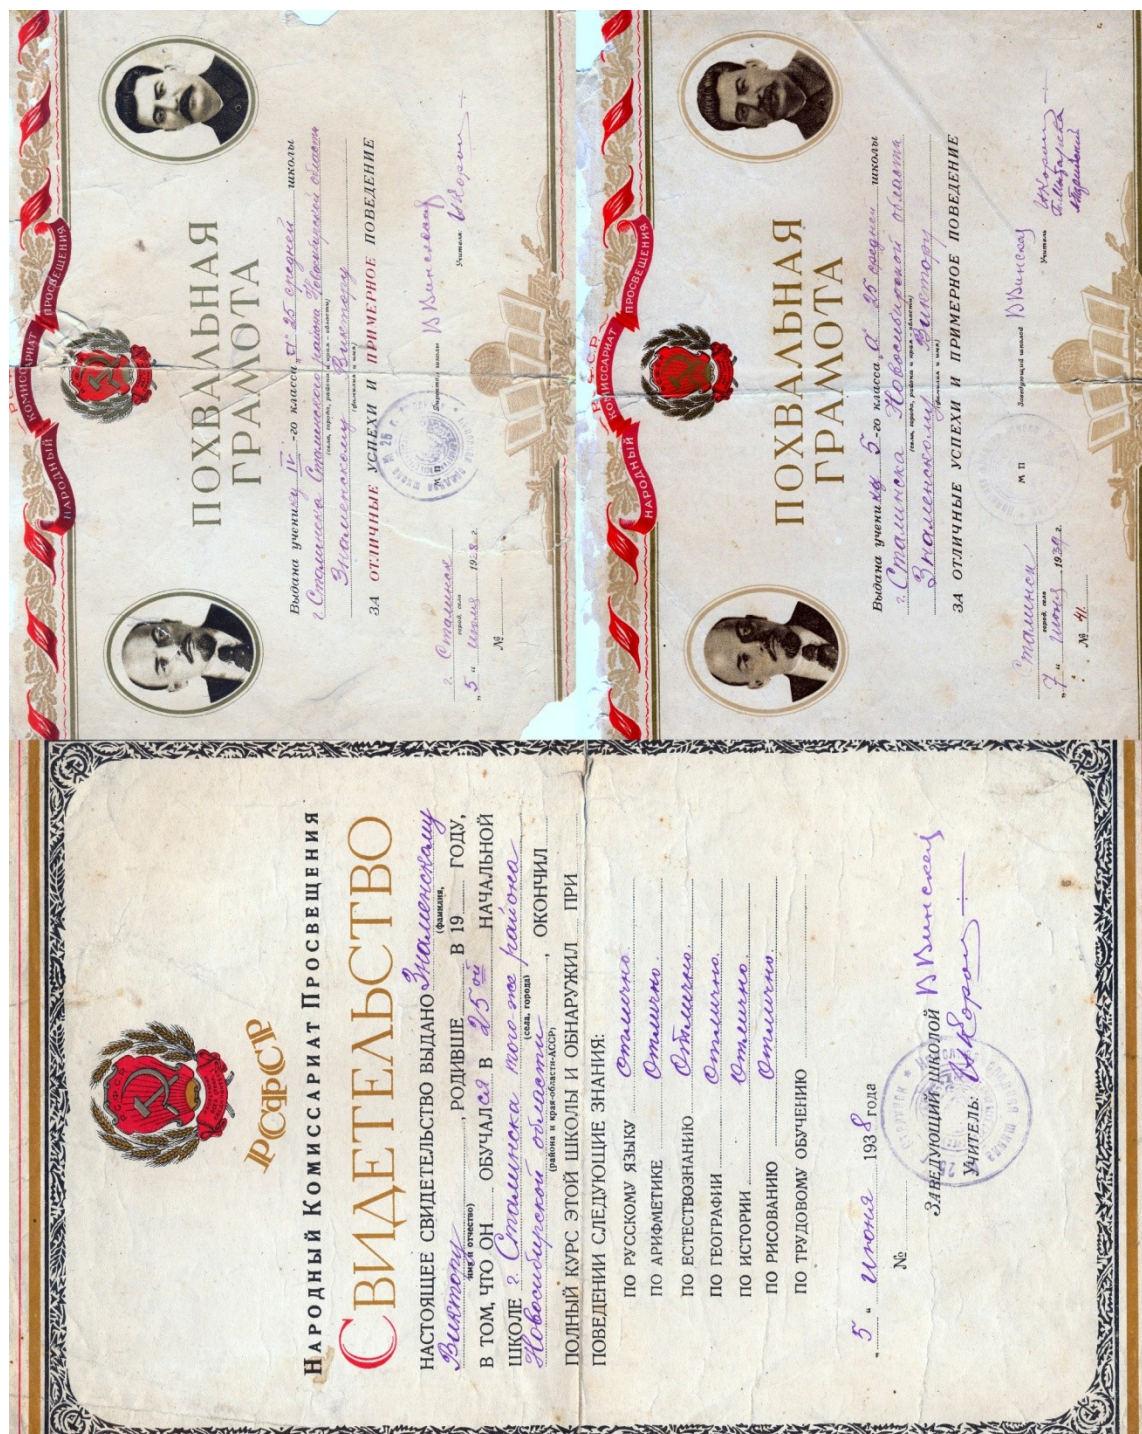 РСФСР
НАРОДНЫЙ КОМИССАРИАТ ПРОСВЕЩЕНИЯ
ПОХВАЛЬНАЯ
ГРАМОТА
Выдана ученику IV -го класса „А" 25 средней школы
г. Сталинска Сталинского района Новосибирской области
(села, города, района и края - области)
Знаменскому Виктору
(фамилия и имя)
ЗА ОТЛИЧНЫЕ УСПЕХИ И ПРИМЕРНОЕ ПОВЕДЕНИЕ
г. Сталинск
город, село
„5" июня 1938 г.
№
М П
Директор школы
Учитель:
РСФСР
НАРОДНЫЙ КОМИССАРИАТ ПРОСВЕЩЕНИЯ
ПОХВАЛЬНАЯ
ГРАМОТА
Выдана ученику 5 -го класса „А" 25 средней школы
г. Сталинска Новосибирской области
(села, города, района и края - области)
Знаменскому Виктору
(фамилия и имя)
ЗА ОТЛИЧНЫЕ УСПЕХИ И ПРИМЕРНОЕ ПОВЕДЕНИЕ
Сталинск
город, село
„7" июня 1939 г.
№ 41
М П
Заведующий школой
Учитель
РСФСР
НАРОДНЫЙ КОМИССАРИАТ ПРОСВЕЩЕНИЯ
СВИДЕТЕЛЬСТВО
НАСТОЯЩЕЕ СВИДЕТЕЛЬСТВО ВЫДАНО Знаменскому
(фамилия,
Виктору, РОДИВШЕ В 19 ГОДУ,
имя и отчество)
В ТОМ, ЧТО ОН ОБУЧАЛСЯ В 25ой НАЧАЛЬНОЙ
ШКОЛЕ г. Сталинска того же района
(села, города)
Новосибирской области, ОКОНЧИЛ
(района и края-области-АССР)
ПОЛНЫЙ КУРС ЭТОЙ ШКОЛЫ И ОБНАРУЖИЛ ПРИ
ПОВЕДЕНИИ СЛЕДУЮЩИЕ ЗНАНИЯ:
ПО РУССКОМУ ЯЗЫКУ отлично.
ПО АРИФМЕТИКЕ Отлично.
ПО ЕСТЕСТВОЗНАНИЮ Отлично.
ПО ГЕОГРАФИИ Отлично.
ПО ИСТОРИИ Отлично.
ПО РИСОВАНИЮ Отлично.
ПО ТРУДОВОМУ ОБУЧЕНИЮ
„5" июня 1938 года
№
ЗАВЕДУЮЩИЙ ШКОЛОЙ
УЧИТЕЛЬ: